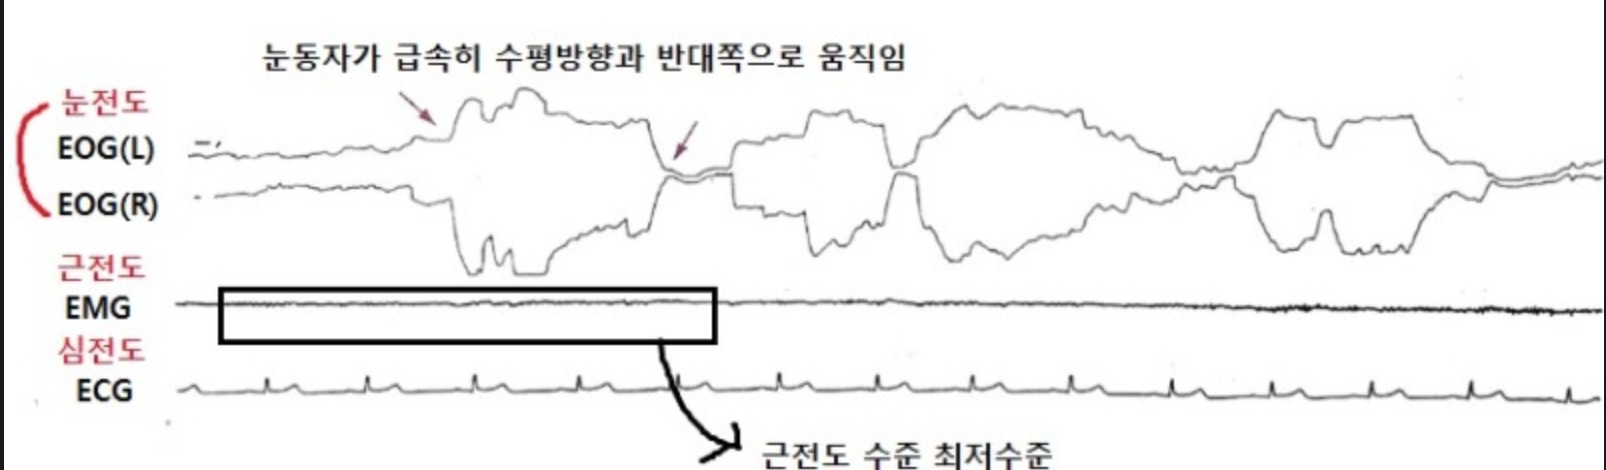 눈동자가 급속히 수평방향과 반대쪽으로 움직임
눈전도
EOG(L)
EOG(R)
근전도
EMG
심전도
ECG
근전도 수준 최저수준